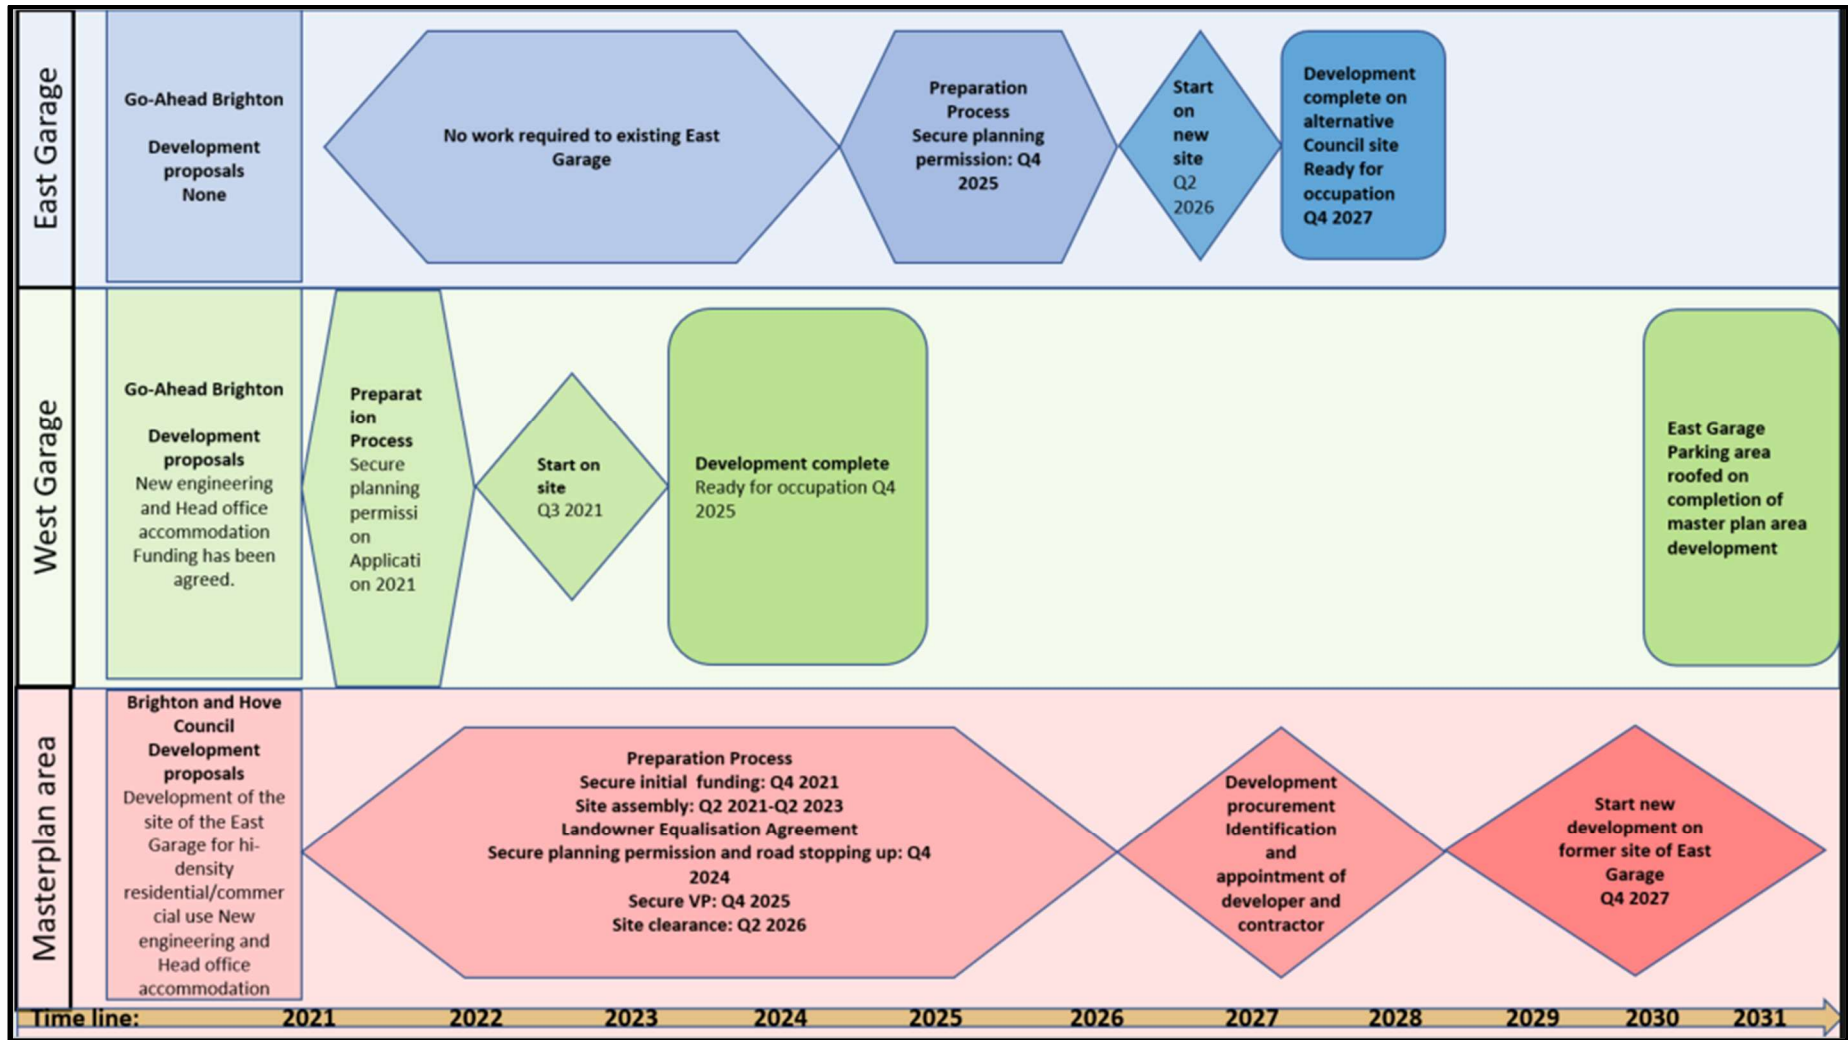 East Garage
Go-Ahead Brighton
Development
proposals
None
No work required to existing East
Garage
Preparation
Process
Secure planning
permission: Q4
2025
Start
on
new
site
Q2
2026
Development
complete on
alternative
Council site
Ready for
occupation
Q4 2027
West Garage
Go-Ahead Brighton
Development
proposals
New engineering
and Head office
accommodation
Funding has been
agreed.
Preparat
ion
Process
Secure
planning
permissi
on
Applicati
on 2021
Start on
site
Q3 2021
Development complete
Ready for occupation Q4
2025
East Garage
Parking area
roofed on
completion of
master plan area
development
Masterplan area
Brighton and Hove
Council
Development
proposals
Development of the
site of the East
Garage for hi-
density
residential/commer
cial use New
engineering and
Head office
accommodation
Preparation Process
Secure initial funding: Q4 2021
Site assembly: Q2 2021-Q2 2023
Landowner Equalisation Agreement
Secure planning permission and road stopping up: Q4
2024
Secure VP: Q4 2025
Site clearance: Q2 2026
Development
procurement
Identification
and
appointment of
developer and
contractor
Start new
development on
former site of East
Garage
Q4 2027
Time line: 2021 2022 2023 2024 2025 2026 2027 2028 2029 2030 2031